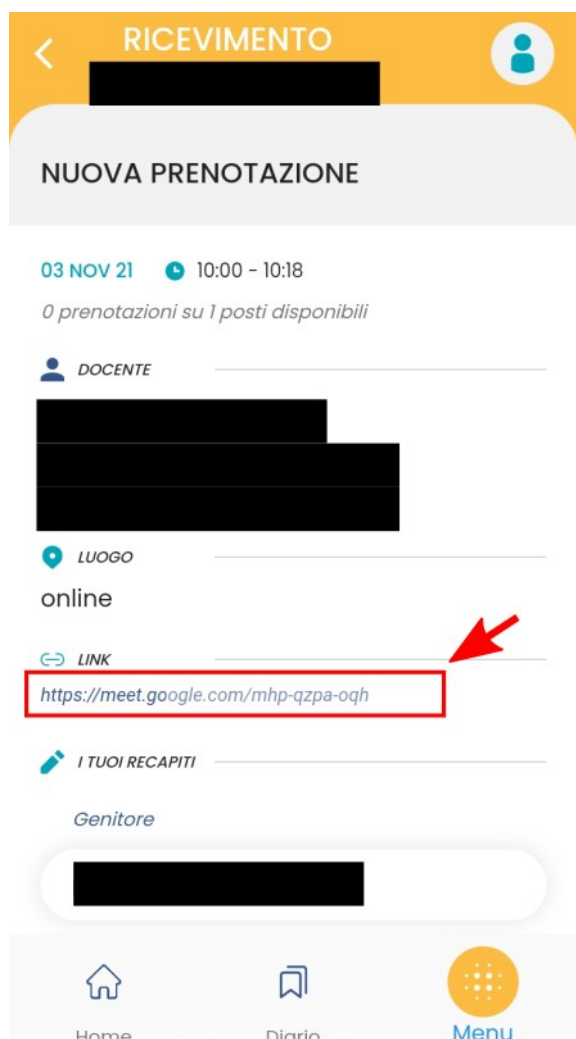 RICEVIMENTO
NUOVA PRENOTAZIONE
03 NOV 21 10:00 - 10:18
0 prenotazioni su 1 posti disponibili
DOCENTE
LUOGO
online
LINK
https://meet.google.com/mhp-qzpa-oqh
I TUOI RECAPITI
Genitore
Home Diario Menu